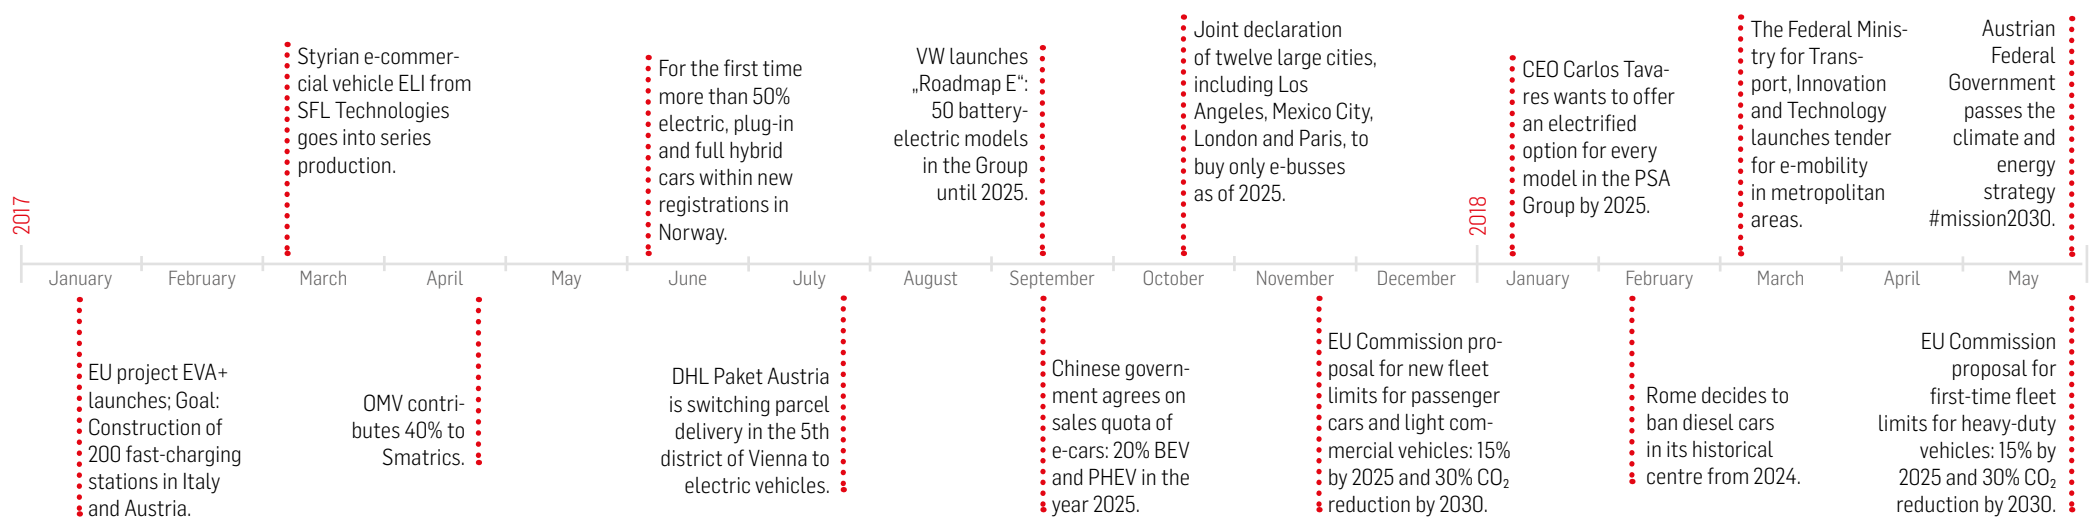 Styrian e-commer-
cial vehicle ELI from
SFL Technologies
goes into series
production.
For the first time
more than 50%
electric, plug-in
and full hybrid
cars within new
registrations in
Norway.
VW launches
„Roadmap E“:
50 battery-
electric models
in the Group
until 2025.
Joint declaration
of twelve large cities,
including Los
Angeles, Mexico City,
London and Paris, to
buy only e-busses
as of 2025.
CEO Carlos Tava-
res wants to offer
an electrified
option for every
model in the PSA
Group by 2025.
The Federal Minis-
try for Trans-
port, Innovation
and Technology
launches tender
for e-mobility
in metropolitan
areas.
Austrian
Federal
Government
passes the
climate and
energy
strategy
#mission2030.
2017
2018
January
February
March
April
May
June
July
August
September
October
November
December
January
February
March
April
May
EU project EVA+
launches; Goal:
Construction of
200 fast-charging
stations in Italy
and Austria.
OMV contri-
butes 40% to
Smatrics.
DHL Paket Austria
is switching parcel
delivery in the 5th
district of Vienna to
electric vehicles.
Chinese govern-
ment agrees on
sales quota of
e-cars: 20% BEV
and PHEV in the
year 2025.
EU Commission pro-
posal for new fleet
limits for passenger
cars and light com-
mercial vehicles: 15%
by 2025 and 30% CO₂
reduction by 2030.
Rome decides to
ban diesel cars
in its historical
centre from 2024.
EU Commission
proposal for
first-time fleet
limits for heavy-duty
vehicles: 15% by
2025 and 30% CO₂
reduction by 2030.